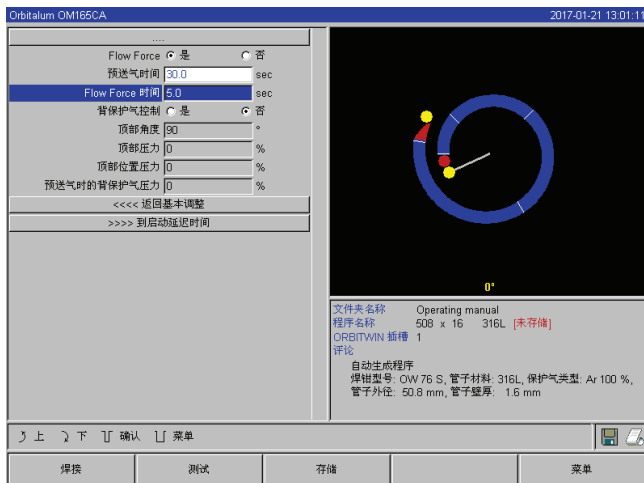 Orbitalum OM165CA 2017-01-21 13:01:11
....
Flow Force 是 否
预送气时间 30.0 sec
Flow Force 时间 5.0 sec
背保护气控制 是 否
顶部角度 90 °
顶部压力 0 %
顶部位置压力 0 %
预送气时的背保护气压力 0 %
<<<< 返回基本调整
>>>> 到启动延迟时间
0°
文件夹名称 Operating manual
程序名称 508 x 16 316L [未存储]
ORBITWIN 插槽 1
评论
自动生成程序
焊钳型号: OW 76 S, 管子材料: 316L, 保护气类型: Ar 100 %,
管子外径: 50.8 mm, 管子壁厚: 1.6 mm
上 下 确认 菜单
焊接 测试 存储 菜单